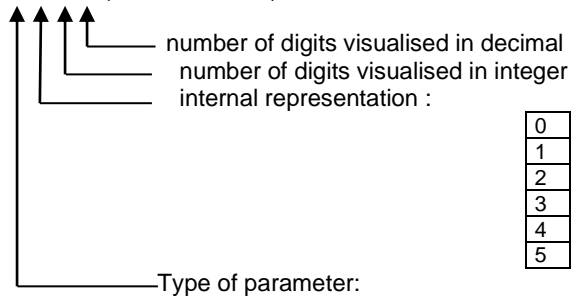 number of digits visualised in decimal
number of digits visualised in integer
internal representation :
0
1
2
3
4
5
Type of parameter: